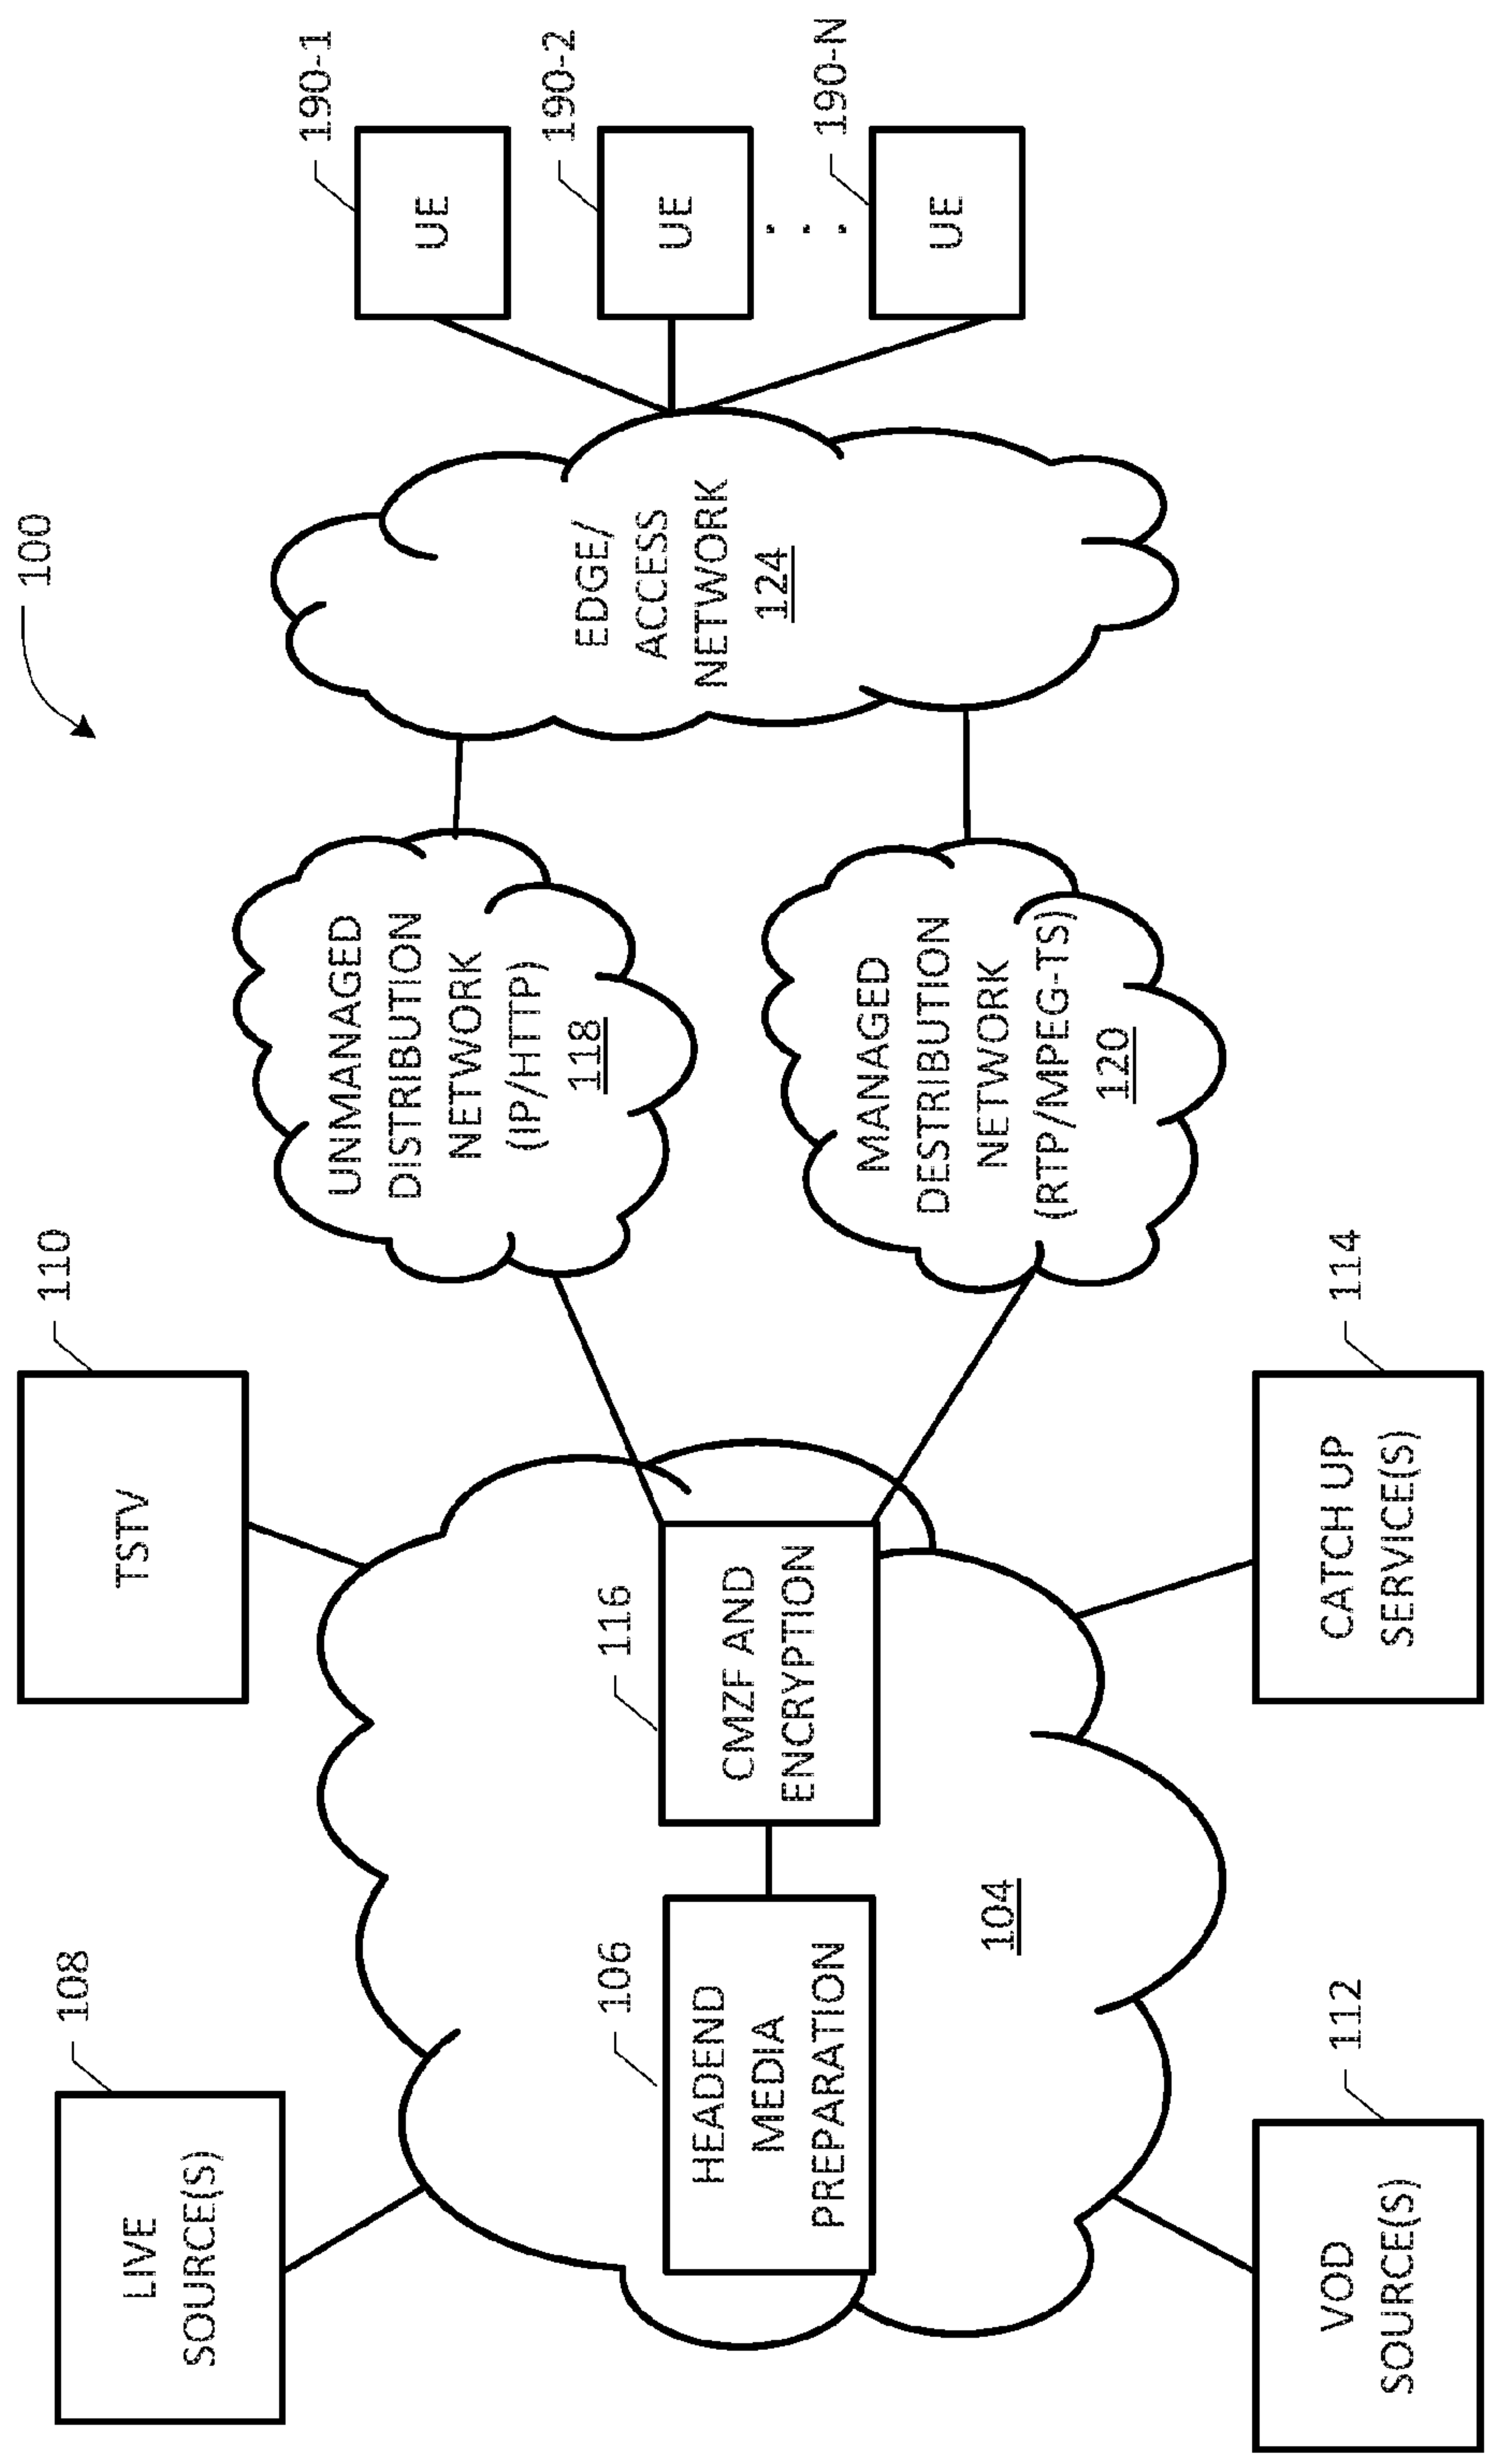 100
LIVE
SOURCE(S)
108
TSTV
110
UNMANAGED
DISTRIBUTION
NETWORK
(IP/HTTP)
118
EDGE/
ACCESS
NETWORK
124
UE
190-1
UE
190-2
UE
190-N
HEADEND
MEDIA
PREPARATION
106
CMZF AND
ENCRYPTION
116
104
MANAGED
DESTRIBUTION
NETWORK
(RTP/MPEG-TS)
120
VOD
SOURCE(S)
112
CATCH UP
SERVICE(S)
114